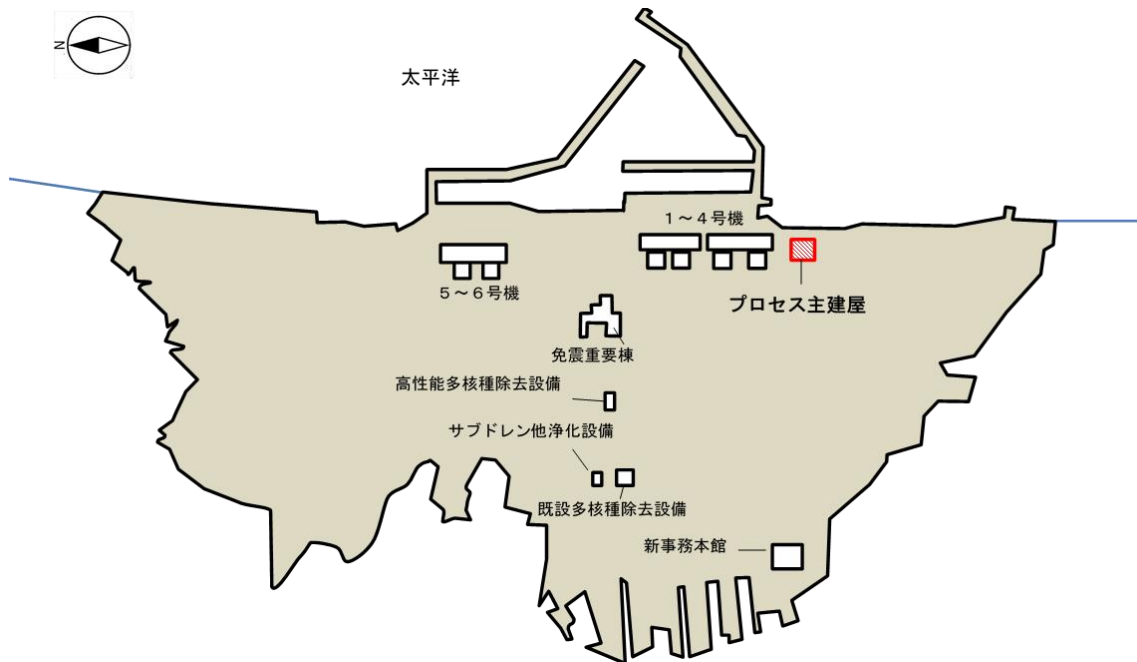 N
太平洋
1～4号機
5～6号機
プロセス主建屋
免震重要棟
高性能多核種除去設備
サブドレン他浄化設備
既設多核種除去設備
新事務本館